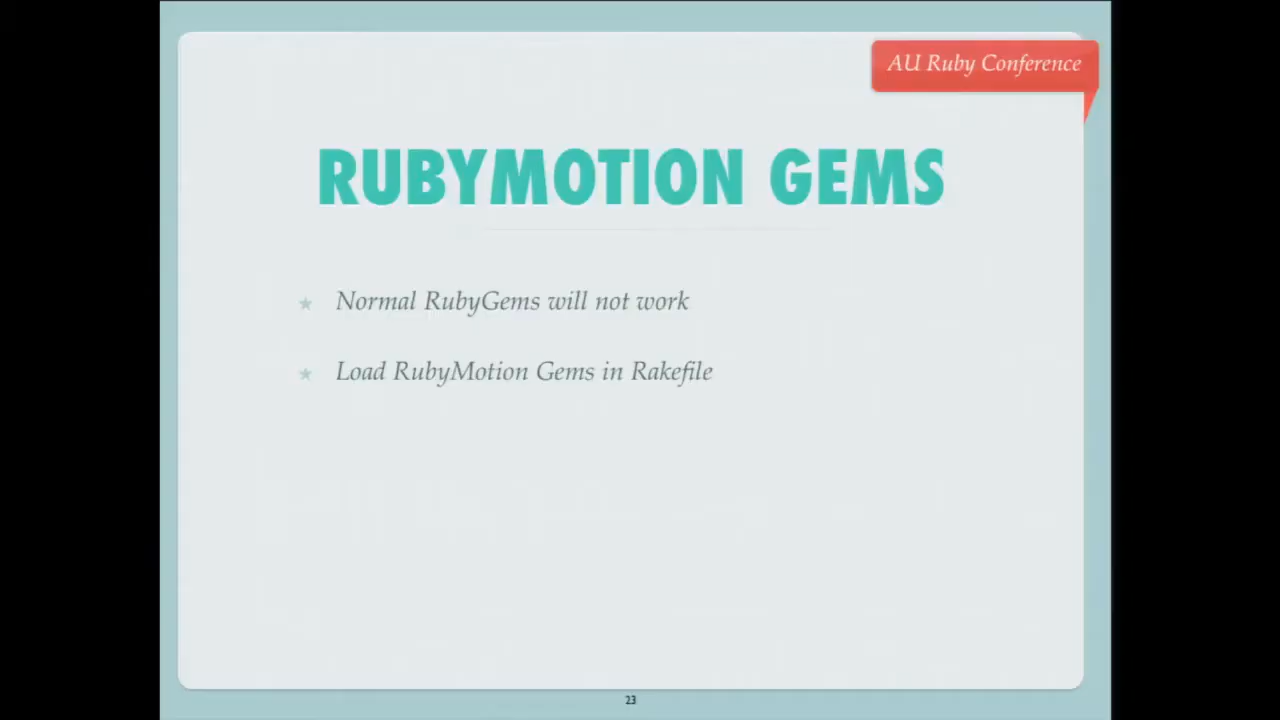 AU Ruby Conference
RUBYMOTION GEMS
Normal RubyGems will not work
Load RubyMotion Gems in Rakefile
23